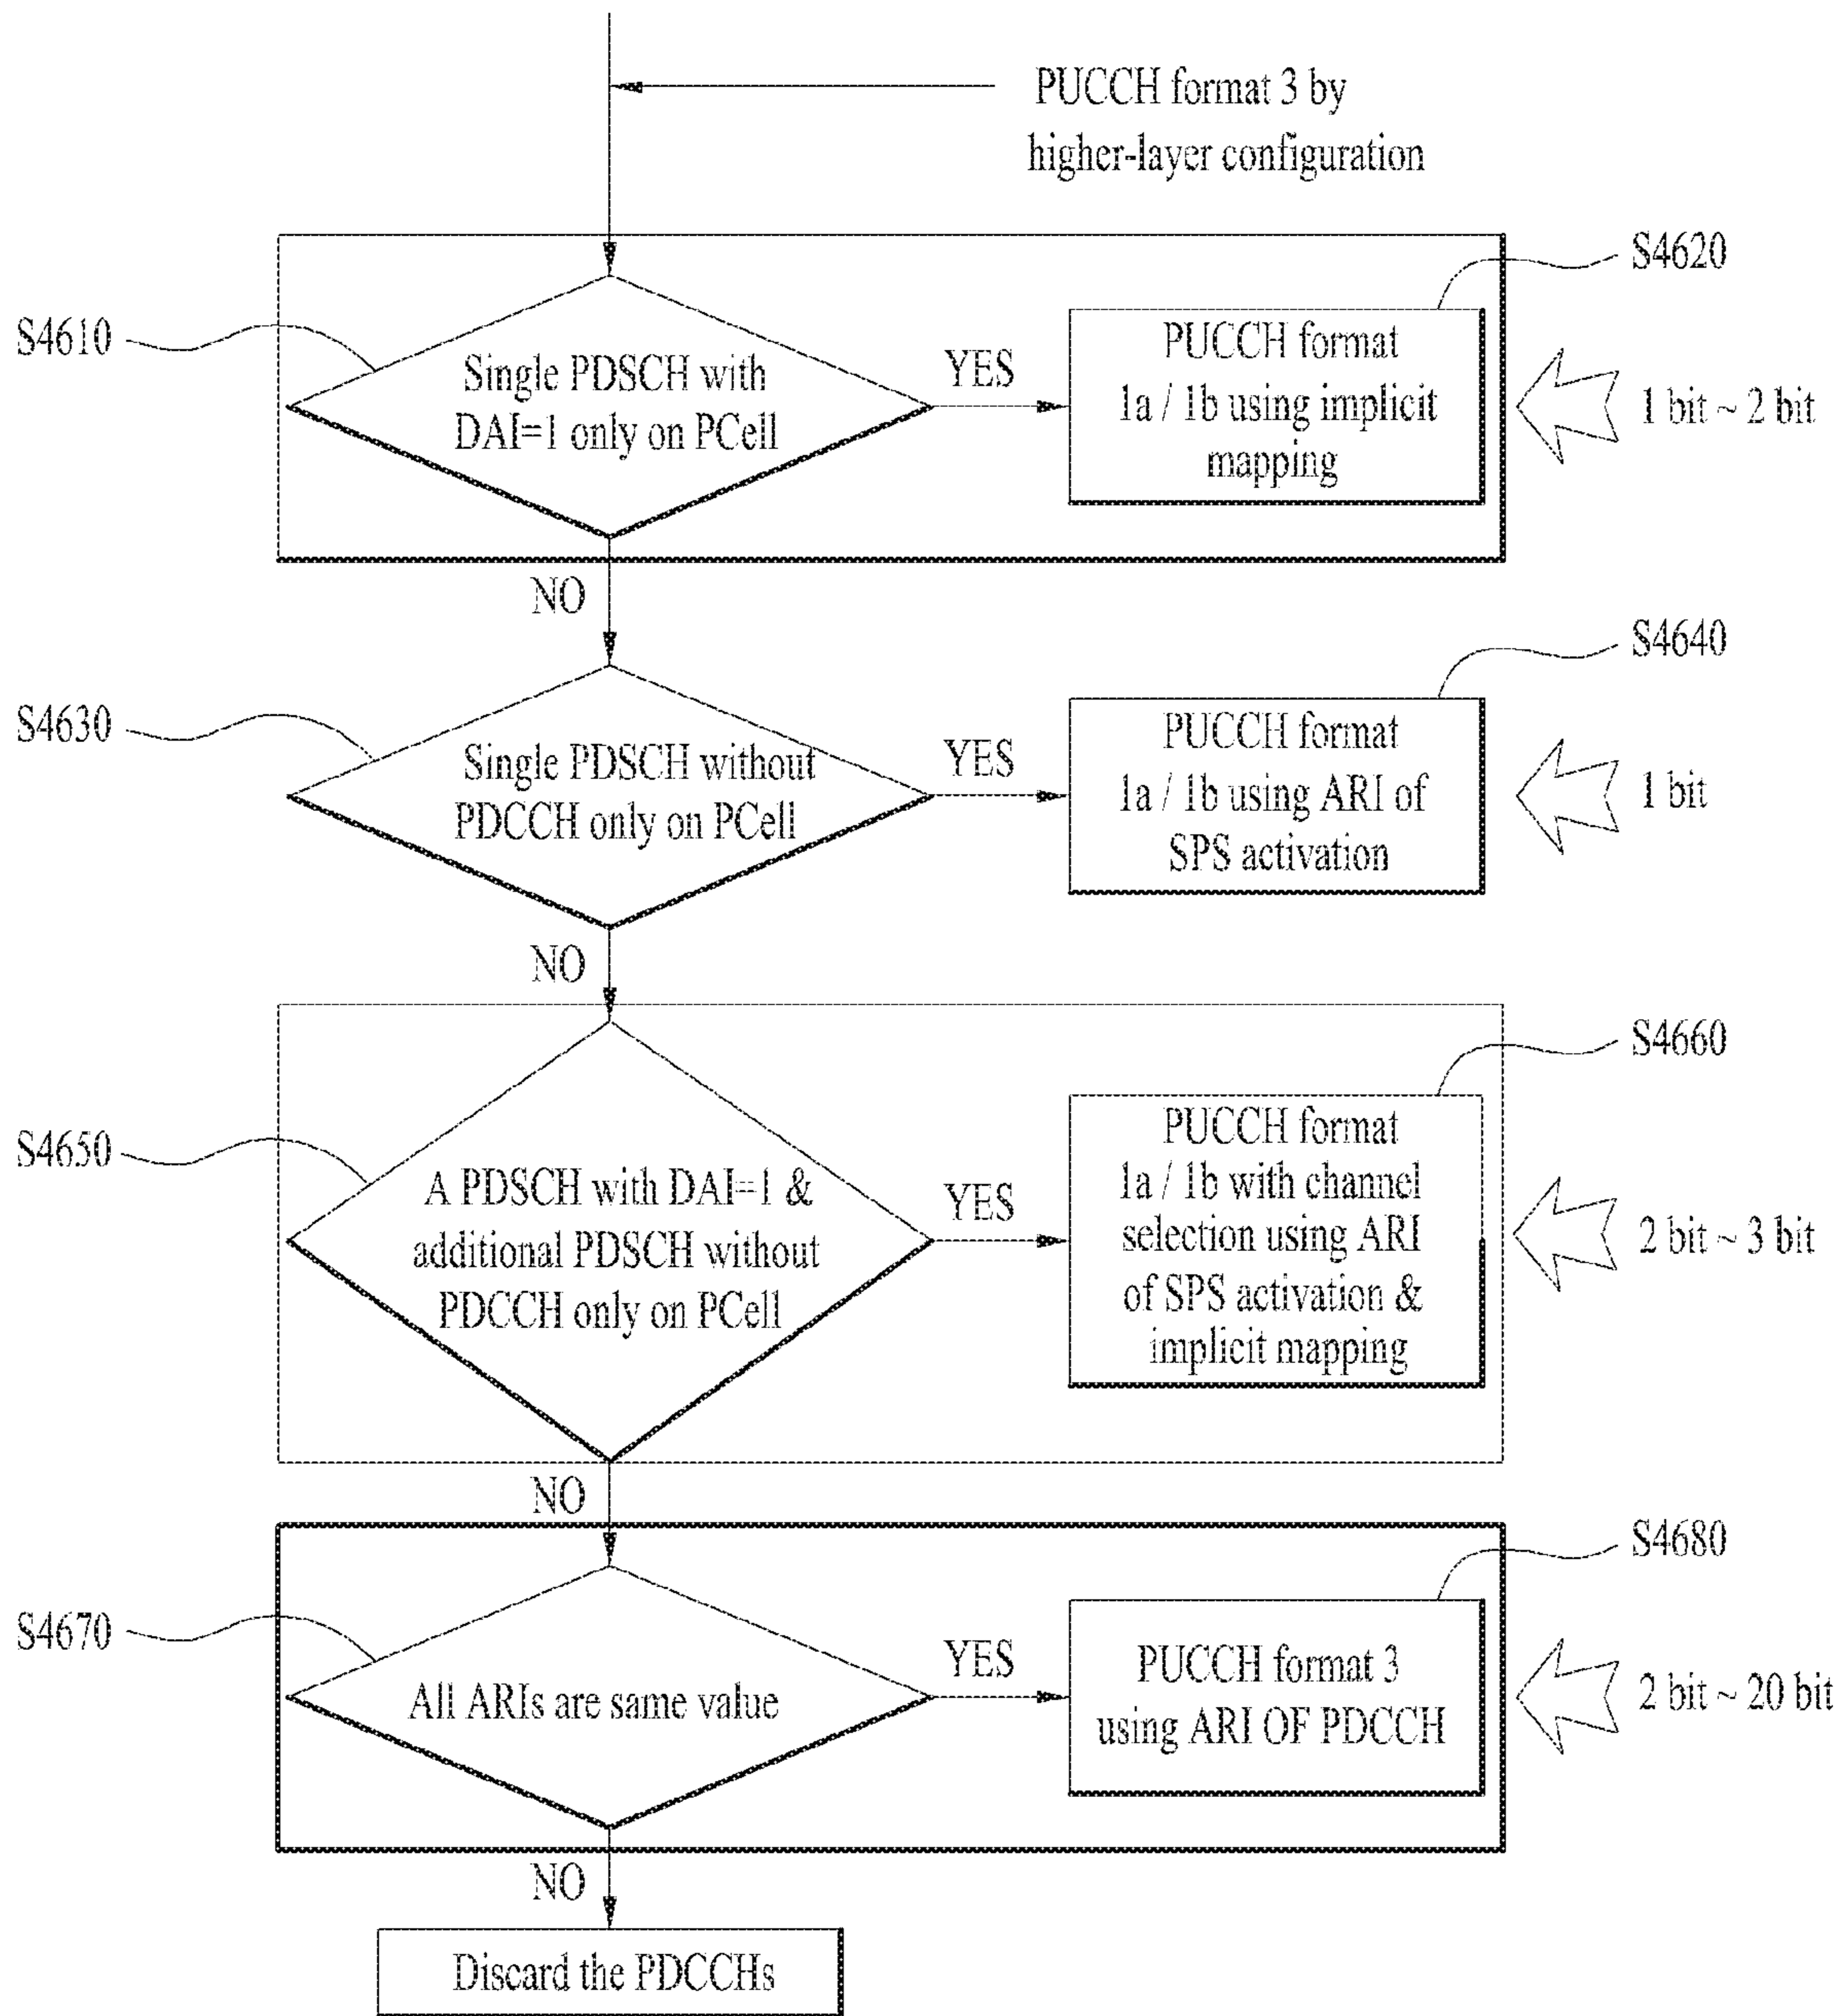 PUCCH format 3 by
higher-layer configuration
S4620
S4610
Single PDSCH with
DAI=1 only on PCell
YES
PUCCH format
1a / 1b using implicit
mapping
1 bit ~ 2 bit
NO
S4640
S4630
Single PDSCH without
PDCCH only on PCell
YES
PUCCH format
1a / 1b using ARI of
SPS activation
1 bit
NO
S4660
S4650
A PDSCH with DAI=1 &
additional PDSCH without
PDCCH only on PCell
YES
PUCCH format
1a / 1b with channel
selection using ARI
of SPS activation &
implicit mapping
2 bit ~ 3 bit
NO
S4680
S4670
All ARIs are same value
YES
PUCCH format 3
using ARI OF PDCCH
2 bit ~ 20 bit
NO
Discard the PDCCHs